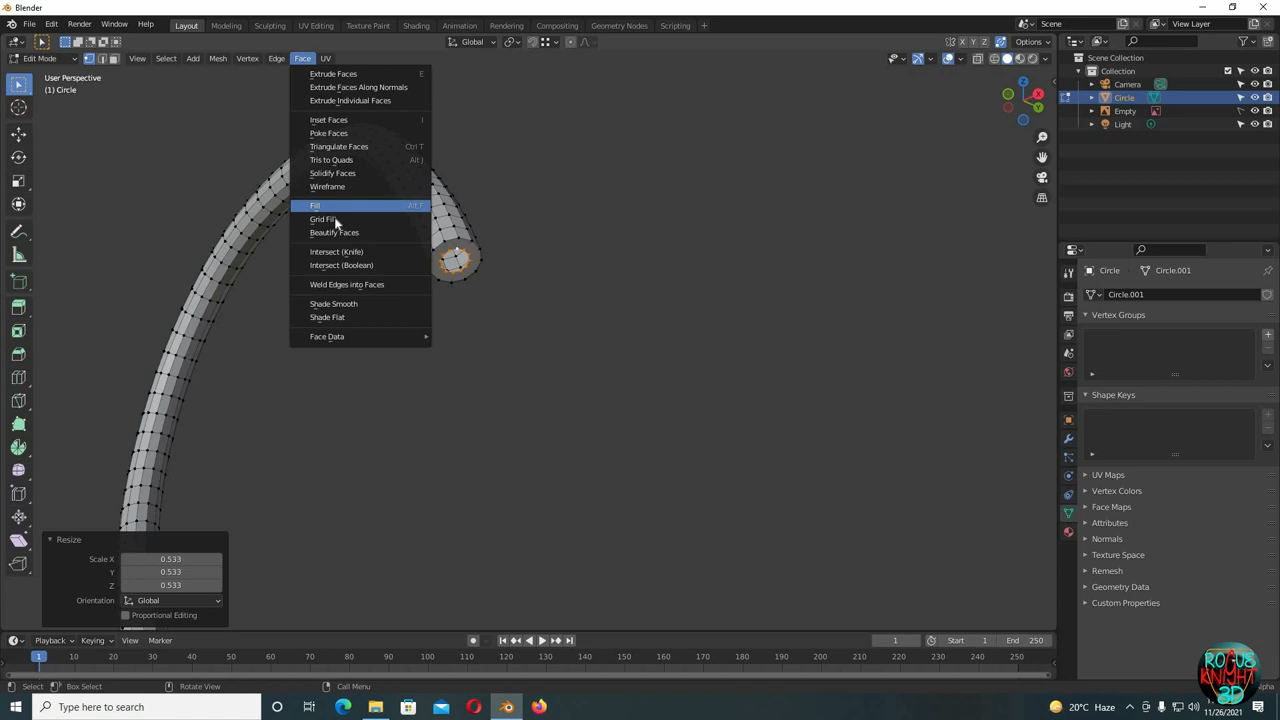 Blender
File Edit Render Window Help Layout Modeling Sculpting UV Editing Texture Paint Shading Animation Rendering Compositing Geometry Nodes Scripting + Scene View Layer
Global Options
Edit Mode View Select Add Mesh Vertex Edge Face UV
User Perspective
(1) Circle
Extrude Faces E
Extrude Faces Along Normals
Extrude Individual Faces
Inset Faces I
Poke Faces
Triangulate Faces Ctrl T
Tris to Quads Alt J
Solidify Faces
Wireframe
Fill Alt F
Grid Fill
Beautify Faces
Intersect (Knife)
Intersect (Boolean)
Weld Edges into Faces
Shade Smooth
Shade Flat
Face Data
Z
X
Y
Scene Collection
Collection
Camera
Circle
Empty
Light
Circle Circle.001
Circle.001
Vertex Groups
Shape Keys
UV Maps
Vertex Colors
Face Maps
Attributes
Normals
Texture Space
Remesh
Geometry Data
Custom Properties
Resize
Scale X 0.533
Y 0.533
Z 0.533
Orientation Global
Proportional Editing
Playback Keying View Marker 1 Start 1 End 250
1 10 20 30 40 50 60 70 80 90 100 110 120 130 140 150 160 170 180 190 200 210 220 230 240 250
Select Box Select Rotate View Call Menu
ROGUE
KNIGHT
3D
Type here to search 20°C Haze 11/26/2021